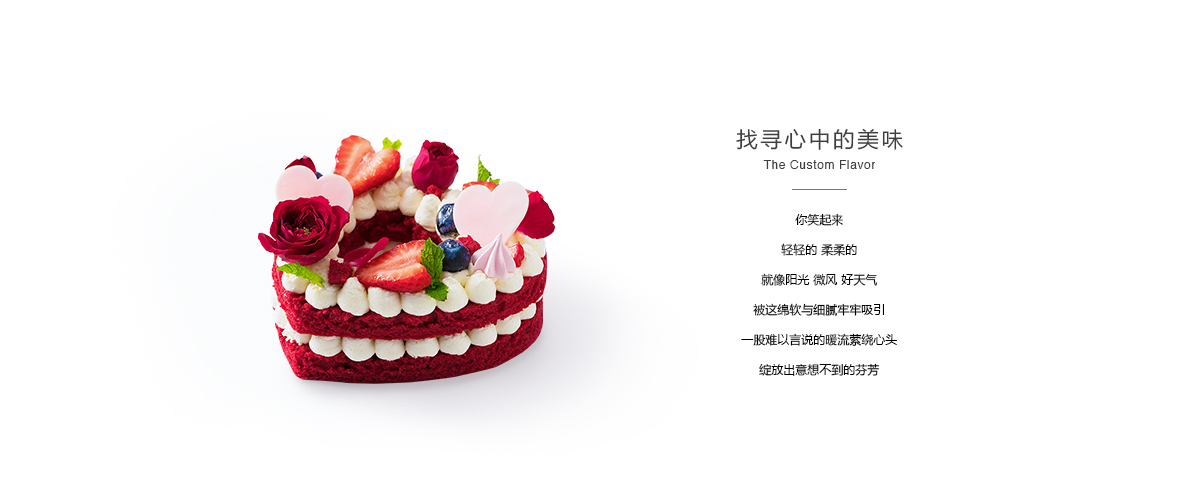 找寻心中的美味
The Custom Flavor
你笑起来
轻轻的 柔柔的
就像阳光 微风 好天气
被这绵软与细腻牢牢吸引
一股难以言说的暖流萦绕心头
绽放出意想不到的芬芳